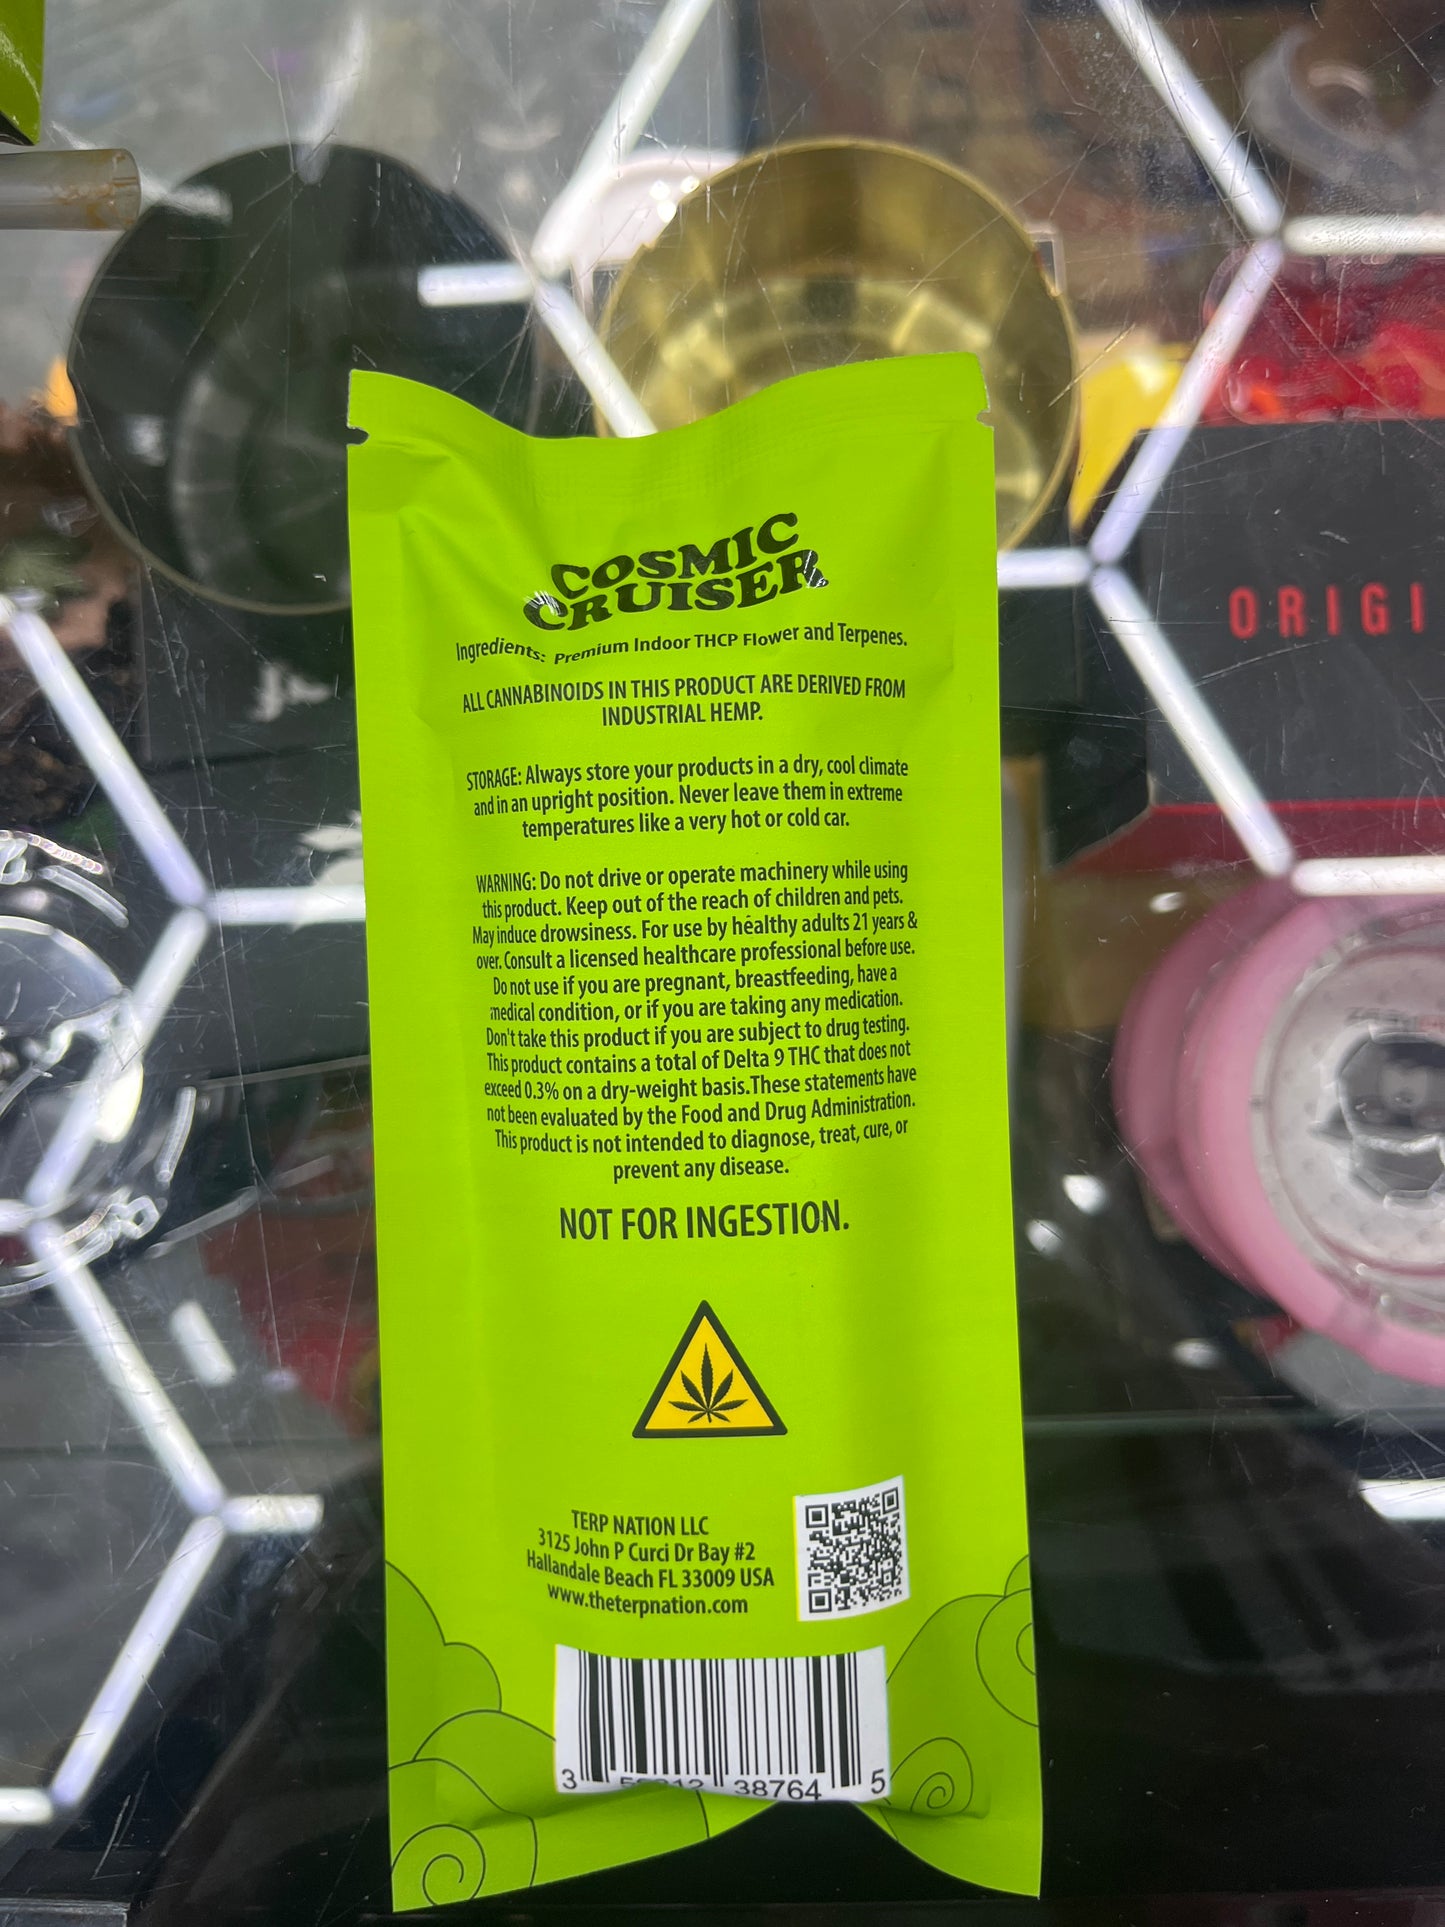 COSMIC
CRUISER
Ingredients: Premium Indoor THCP Flower and Terpenes.
ALL CANNABINOIDS IN THIS PRODUCT ARE DERIVED FROM
INDUSTRIAL HEMP.
STORAGE: Always store your products in a dry, cool climate
and in an upright position. Never leave them in extreme
temperatures like a very hot or cold car.
WARNING: Do not drive or operate machinery while using
this product. Keep out of the reach of children and pets.
May induce drowsiness. For use by healthy adults 21 years &
over. Consult a licensed healthcare professional before use.
Do not use if you are pregnant, breastfeeding, have a
medical condition, or if you are taking any medication.
Don't take this product if you are subject to drug testing.
This product contains a total of Delta 9 THC that does not
exceed 0.3% on a dry-weight basis.These statements have
not been evaluated by the Food and Drug Administration.
This product is not intended to diagnose, treat, cure, or
prevent any disease.
NOT FOR INGESTION.
TERP NATION LLC
3125 John P Curci Dr Bay #2
Hallandale Beach FL 33009 USA
www.theterpnation.com
3 38764 5
ORIGI